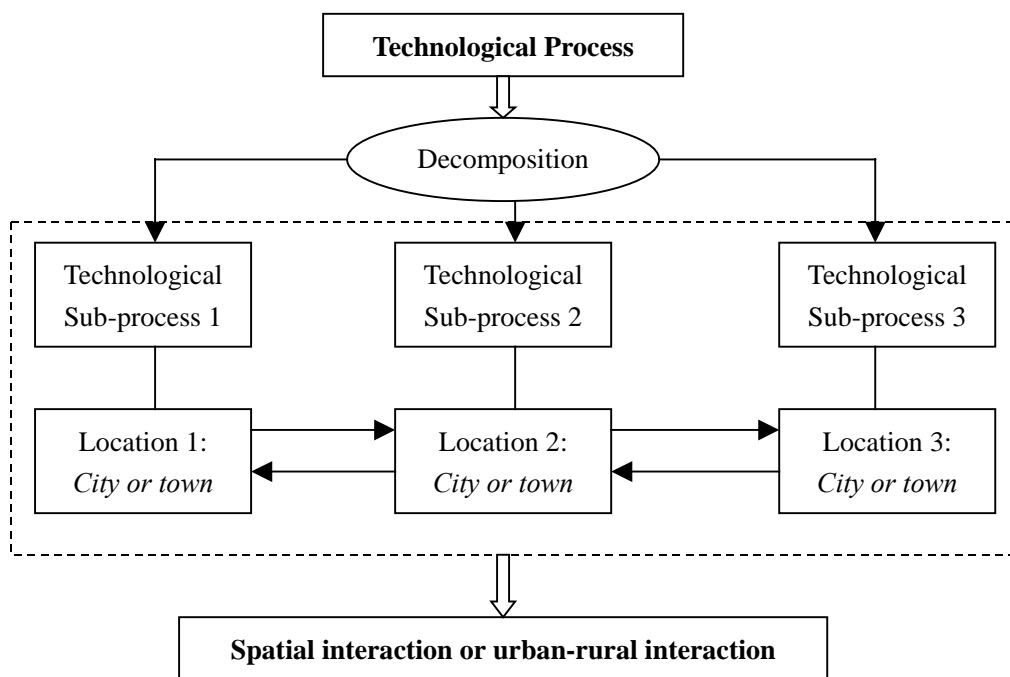 Technological Process
Decomposition
Technological
Sub-process 1
Technological
Sub-process 2
Technological
Sub-process 3
Location 1:
City or town
Location 2:
City or town
Location 3:
City or town
Spatial interaction or urban-rural interaction